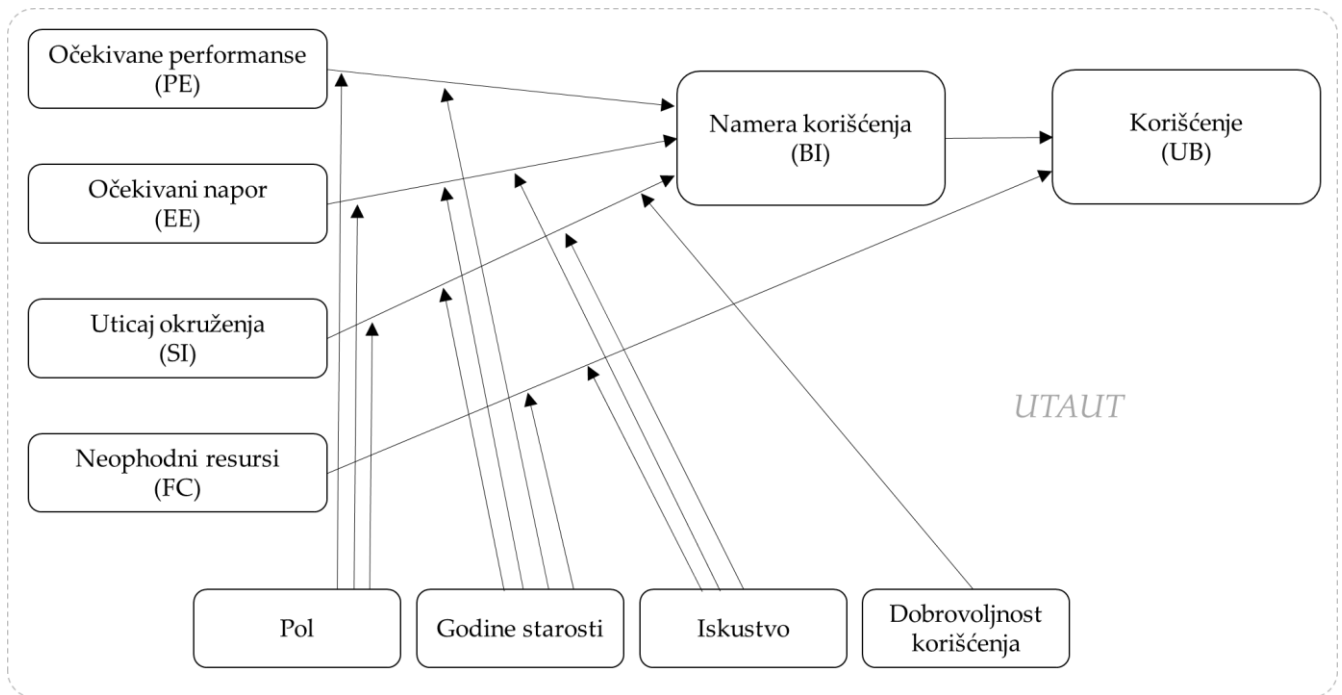 Očekivane performanse
(PE)
Očekivani napor
(EE)
Uticaj okruženja
(SI)
Neophodni resursi
(FC)
Namera korišćenja
(BI)
Korišćenje
(UB)
UTAUT
Pol
Godine starosti
Iskustvo
Dobrovoljnost
korišćenja